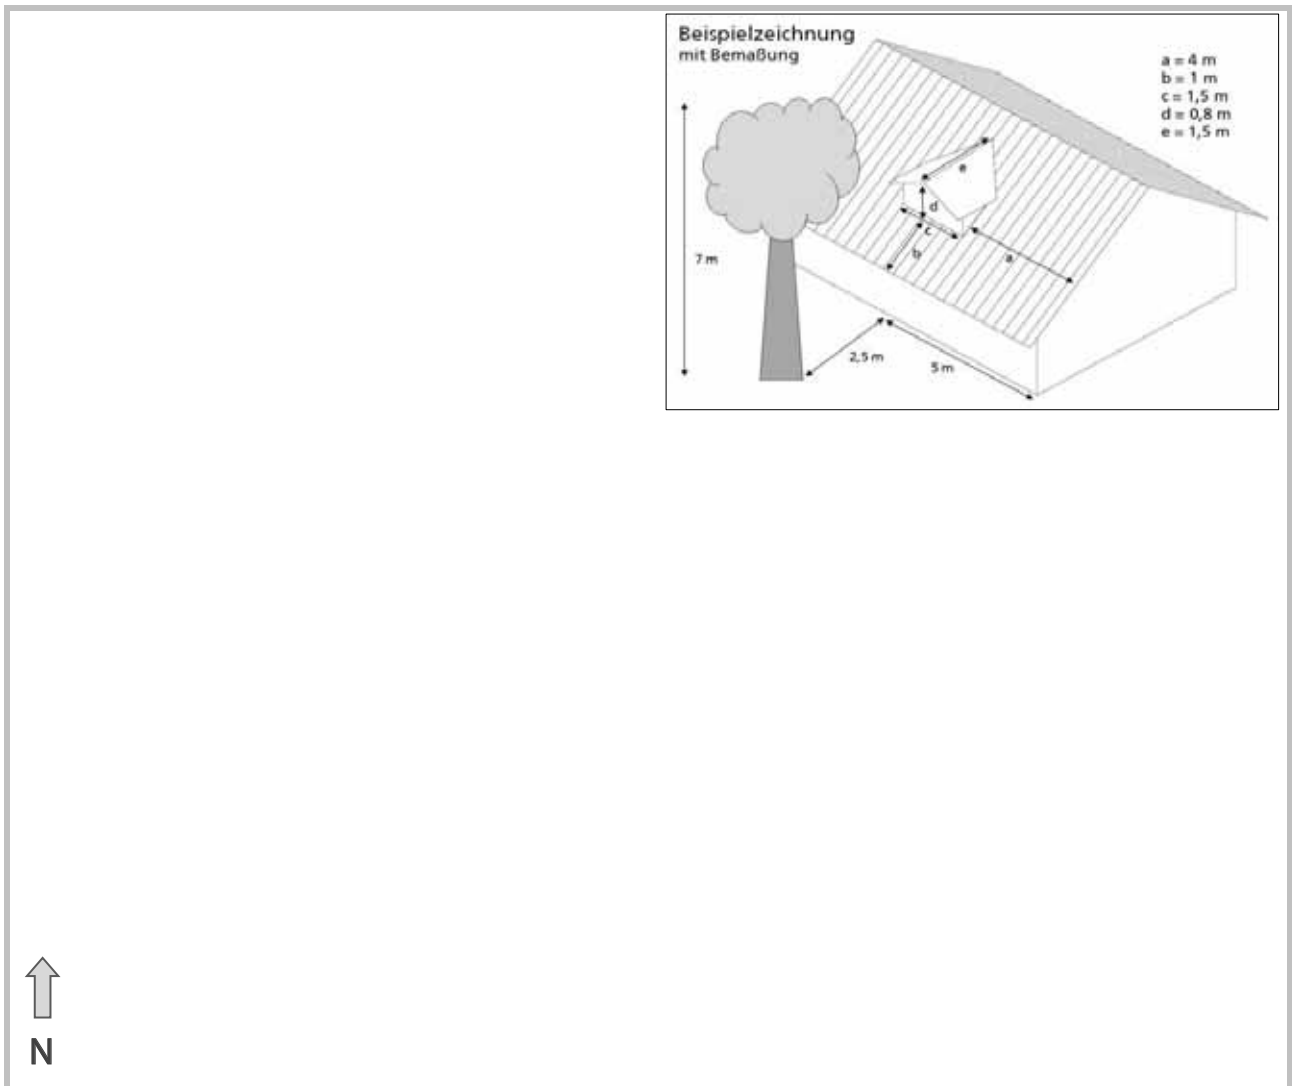 Beispielzeichnung
mit Bemaßung
a = 4 m
b = 1 m
c = 1,5 m
d = 0,8 m
e = 1,5 m
e
d
c
b
a
7 m
2,5 m
5 m
N